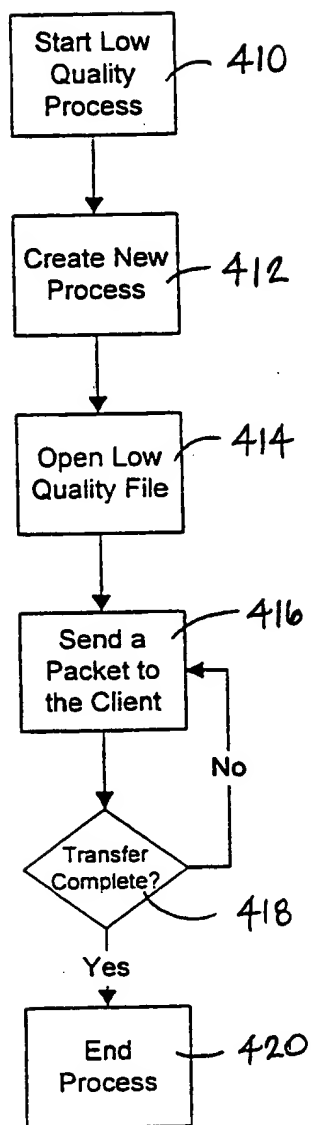 Start Low
Quality
Process
410
Create New
Process
412
Open Low
Quality File
414
Send a
Packet to
the Client
416
No
Transfer
Complete?
418
Yes
End
Process
420